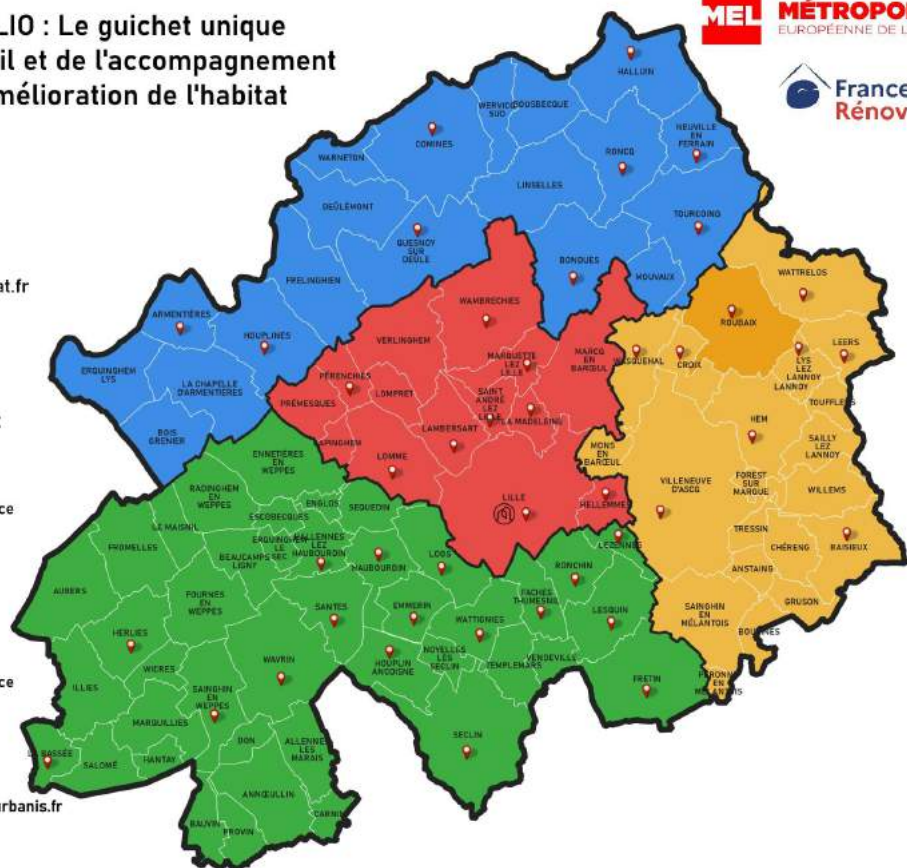 LIO : Le guichet unique
il et de l'accompagnement
mélioration de l'habitat
MEL
MÉTROPO
EUROPÉENNE DE L
France
Rénov
at.fr
ce
ce
urbanis.fr
HALLUIN
WERVICQ
SUD
BOUSBECQUE
COMINES
NEUVILLE
EN
FERRAIN
RONCQ
WARNETON
LINSELLES
DEÛLÉMONT
TOURCOING
QUESNOY
SUR
DEÛLE
BONDUES
MOUVAUX
FRELINGHIEN
WATTRELOS
WAMBRECHIES
ARMENTIÈRES
ROUBAIX
HOUPLINES
VERLINGHEM
LEERS
MARQUETTE
LEZ
LILLE
MARCQ
EN
BARŒUL
WASQUEHAL
CROIX
LYS
LEZ
LANNOY
LANNOY
ERQUINGHEM
LYS
LA CHAPELLE
D'ARMENTIÈRES
PÉRENCHIES
LOMPRET
SAINT
ANDRÉ
LEZ
LILLE
LA MADELEINE
TOUFFLERS
PRÉMESQUES
HEM
LAMBERSART
BOIS
GRENIER
CAPINGHEM
MONS
EN
BARŒUL
SAILLY
LEZ
LANNOY
ENNETIÈRES
EN
WEPPES
LOMME
VILLENEUVE
D'ASCQ
FOREST
SUR
MARQUE
WILLEMS
RADINGHEM
EN
WEPPES
LILLE
HELLEMMES
ENGLOS
SEQUEDIN
ESCOBECQUES
LE MAISNIL
TRESSIN
FROMELLES
ERQUINGHEM
LE
SEC
HALLENNES
LEZ
HAUBOURDIN
LEZENNES
CHÉRENG
BAISIEUX
BEAUCAMPS
LIGNY
HAUBOURDIN
LOOS
ANSTAING
RONCHIN
AUBERS
FOURNES
EN
WEPPES
SANTES
EMMERIN
FACHES
THUMESNIL
LESQUIN
SAINGHIN
EN
MÉLANTOIS
GRUSON
HERLIES
WATTIGNIES
BOUVINES
WICRES
WAVRIN
HOUPLIN
ANCOISNE
NOYELLES
LES
SECLIN
TEMPLEMARS
VENDEVILLE
PÉRONNE
EN
MÉLANTOIS
ILLIES
SAINGHIN
EN
WEPPES
FRETIN
MARQUILLIES
SECLIN
DON
ALLENNES
LES
MARAIS
LA BASSÉE
SALOMÉ
HANTAY
ANNŒULLIN
BAUVIN
PROVIN
CARNIN